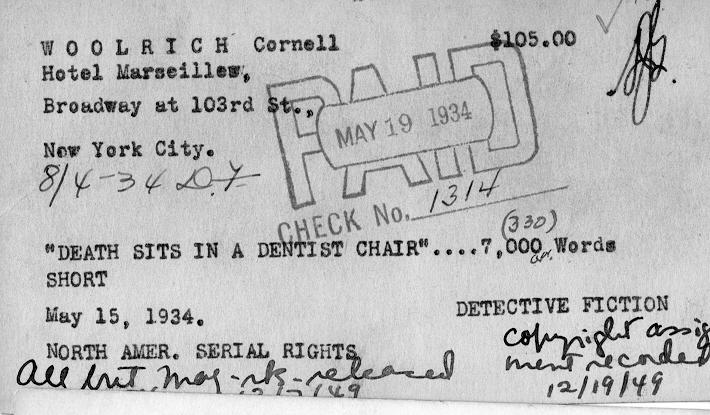 WOOLRICH Cornell $105.00
Hotel Marseilles,
Broadway at 103rd St.,
New York City.
8/4-34 D.F
PAID
MAY 19 1934
CHECK No. 1314
(330)
"DEATH SITS IN A DENTIST CHAIR"....7,000 Words
SHORT
May 15, 1934. DETECTIVE FICTION
NORTH AMER. SERIAL RIGHTS
copyright assig
ment recorded
12/19/49
All but mag-rts-released